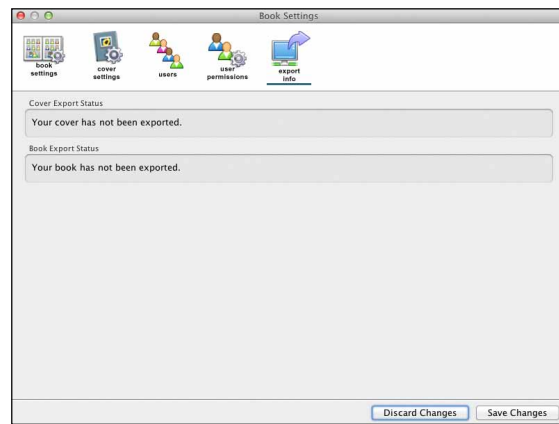 Book Settings
book
settings
cover
settings
users
user
permissions
export
info
Cover Export Status
Your cover has not been exported.
Book Export Status
Your book has not been exported.
Discard Changes
Save Changes